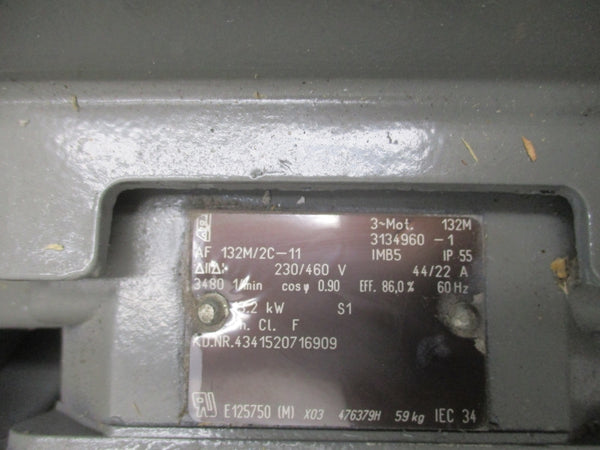 3~Mot. 132M
3134960 -1
AF 132M/2C-11 IMB5 IP 55
230/460 V 44/22 A
3480 1/min cos φ 0.90 EFF. 86,0% 60 Hz
.2 kW S1
Cl. F
KD.NR.4341520716909
E125750 (M) X03 476379H 59kg IEC 34